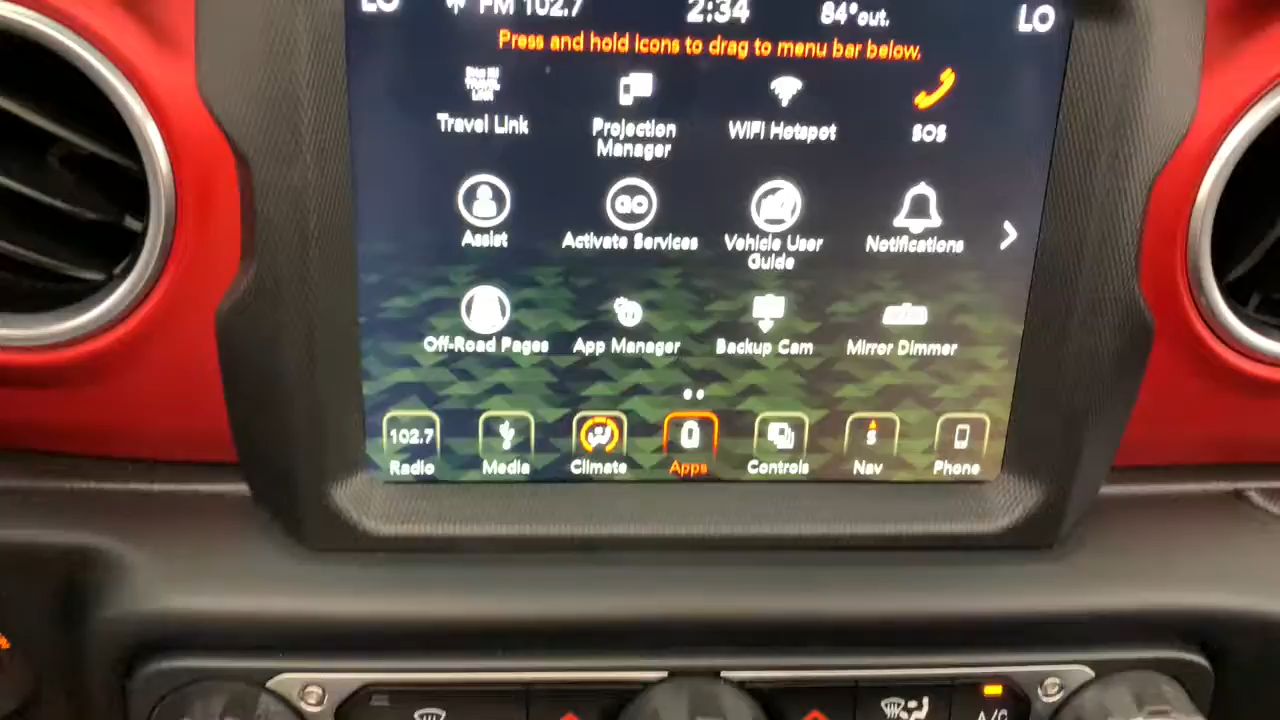 LO FM 102.7 2:34 84°out. LO
Press and hold icons to drag to menu bar below.
Travel Link Projection Manager WiFi Hotspot SOS
Assist Activate Services Vehicle User Guide Notifications
GO
Off-Road Pages App Manager Backup Cam Mirror Dimmer
102.7 S
Radio Media Climate Apps Controls Nav Phone
A/C